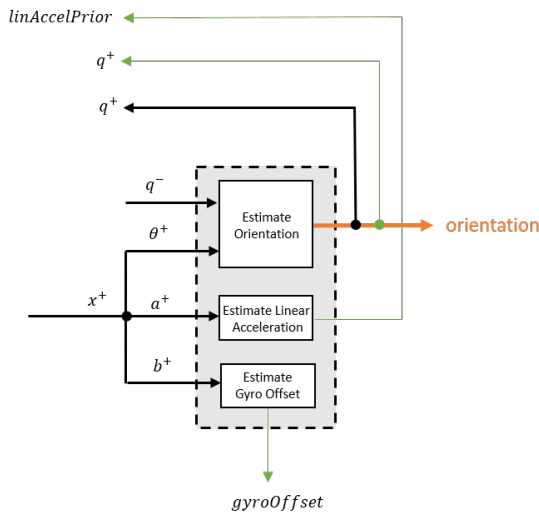 linAccelPrior
q⁺
q⁺
q⁻
Estimate
Orientation
orientation
θ⁺
x⁺
a⁺
Estimate Linear
Acceleration
b⁺
Estimate
Gyro Offset
gyroOffset